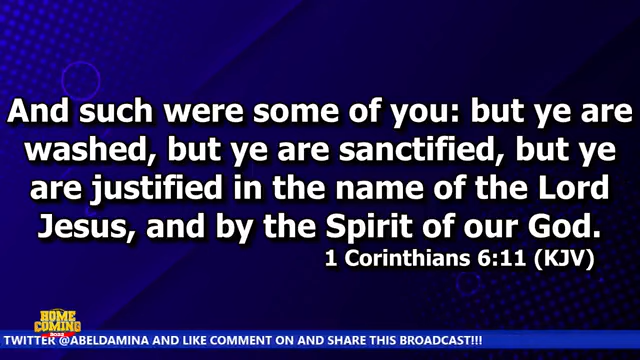 And such were some of you: but ye are
washed, but ye are sanctified, but ye
are justified in the name of the Lord
Jesus, and by the Spirit of our God.
1 Corinthians 6:11 (KJV)
HOME
COMING
2022
TWITTER @ABELDAMINA AND LIKE COMMENT ON AND SHARE THIS BROADCAST!!!